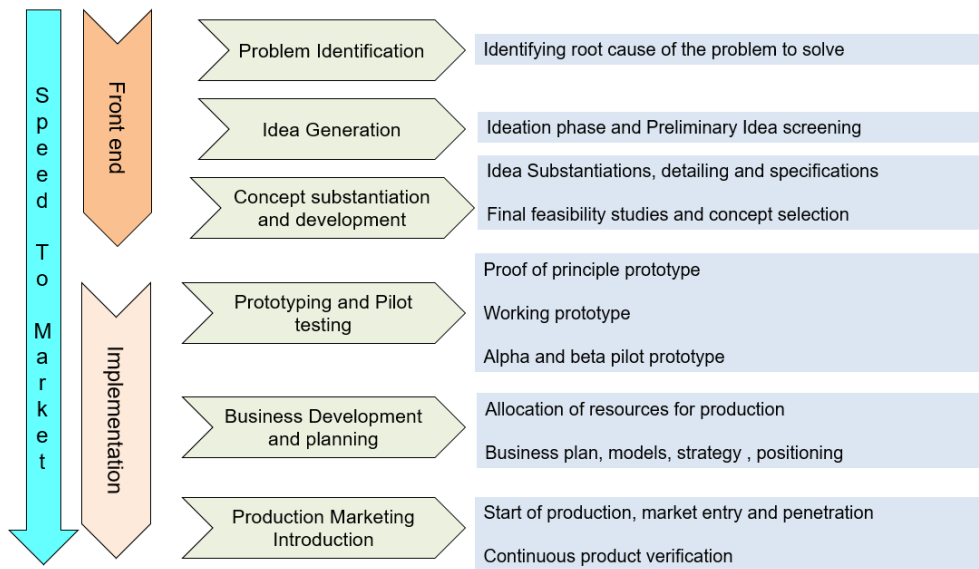 Speed To Market
Front end
Problem Identification
Identifying root cause of the problem to solve
Idea Generation
Ideation phase and Preliminary Idea screening
Concept substantiation
and development
Idea Substantiations, detailing and specifications
Final feasibility studies and concept selection
Implementation
Prototyping and Pilot
testing
Proof of principle prototype
Working prototype
Alpha and beta pilot prototype
Business Development
and planning
Allocation of resources for production
Business plan, models, strategy , positioning
Production Marketing
Introduction
Start of production, market entry and penetration
Continuous product verification